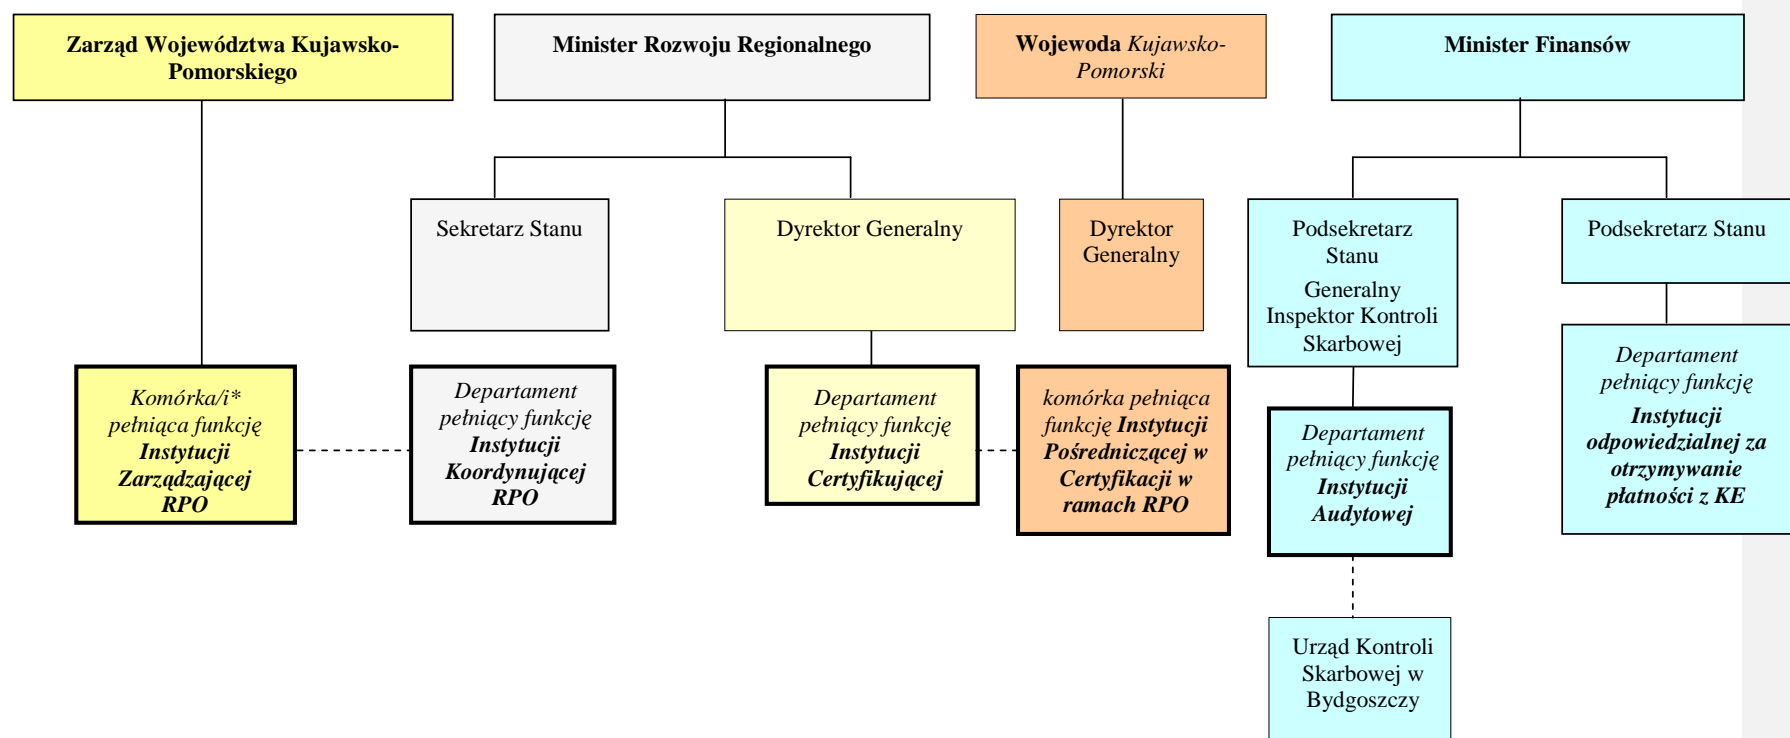 Zarząd Województwa Kujawsko-
Pomorskiego
Minister Rozwoju Regionalnego
Wojewoda Kujawsko-
Pomorski
Minister Finansów
Sekretarz Stanu
Dyrektor Generalny
Dyrektor
Generalny
Podsekretarz
Stanu
Generalny
Inspektor Kontroli
Skarbowej
Podsekretarz Stanu
Komórka/i*
pełniąca funkcję
Instytucji
Zarządzającej
RPO
Departament
pełniący funkcję
Instytucji
Koordynującej
RPO
Departament
pełniący funkcję
Instytucji
Certyfikującej
komórka pełniąca
funkcję Instytucji
Pośredniczącej w
Certyfikacji w
ramach RPO
Departament
pełniący funkcję
Instytucji
Audytowej
Departament
pełniący funkcję
Instytucji
odpowiedzialnej za
otrzymywanie
płatności z KE
Urząd Kontroli
Skarbowej w
Bydgoszczy